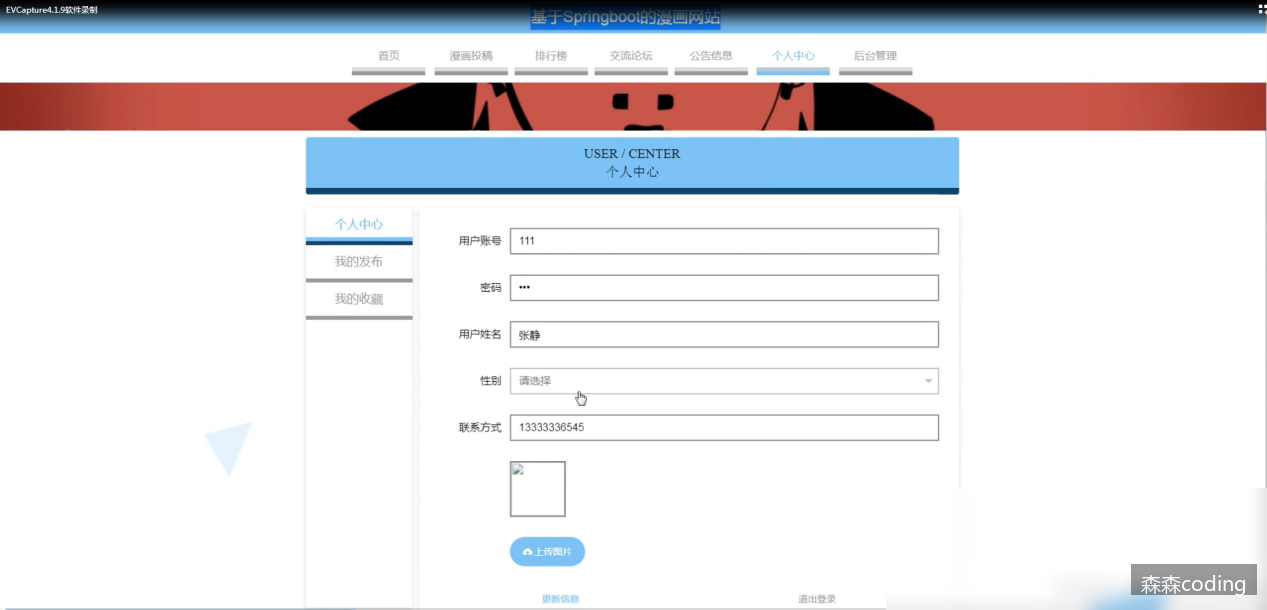 EVCapture4.1.9软件录制
基于Springboot的漫画网站
首页 漫画投稿 排行榜 交流论坛 公告信息 个人中心 后台管理
USER / CENTER
个人中心
个人中心
我的发布
我的收藏
用户账号 111
密码 •••
用户姓名 张静
性别 请选择
联系方式 13333336545
上传图片
更新信息 退出登录
森森coding